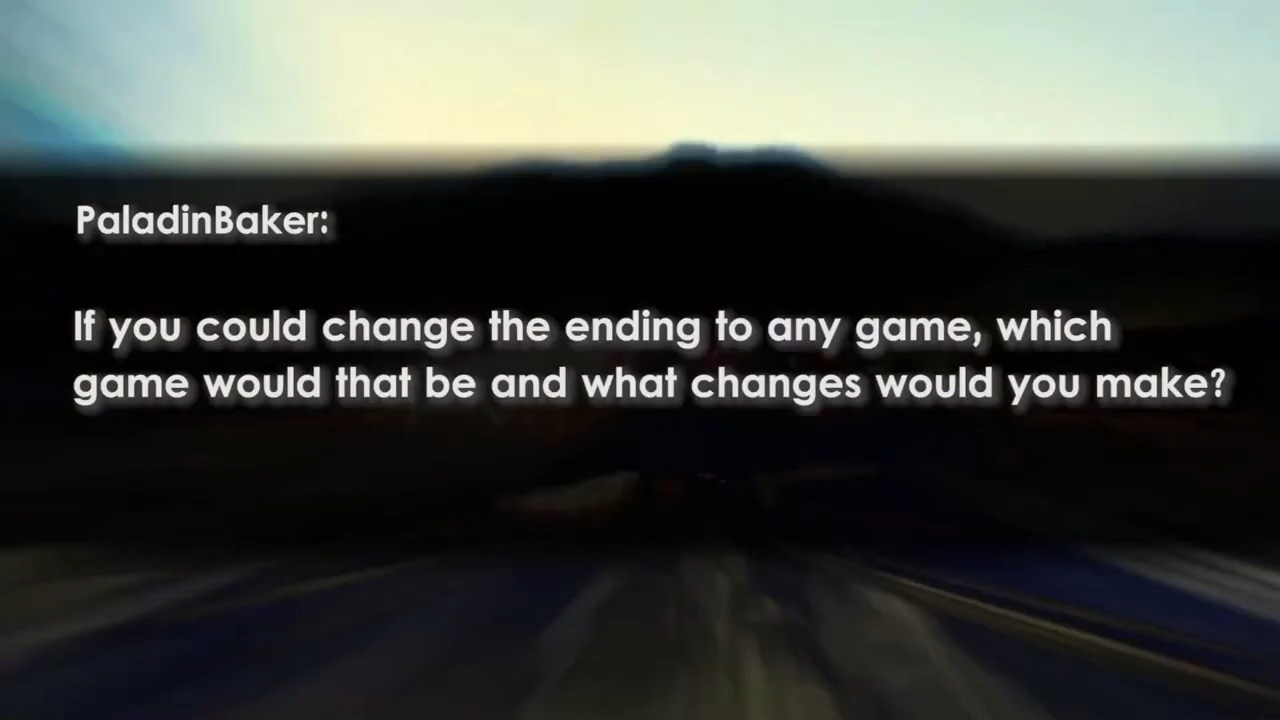 PaladinBaker:
If you could change the ending to any game, which
game would that be and what changes would you make?